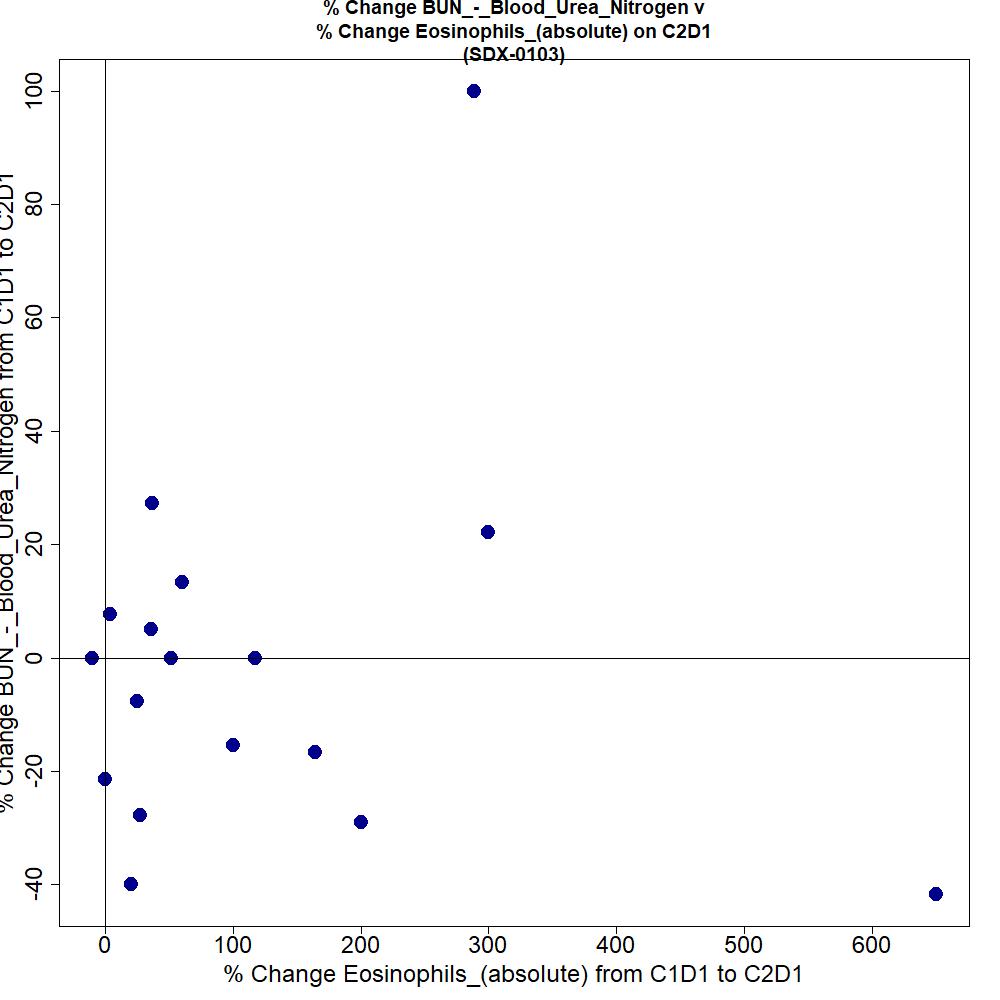 % Change BUN_-_Blood_Urea_Nitrogen v
% Change Eosinophils_(absolute) on C2D1
(SDX-0103)
% Change BUN_-_Blood_Urea_Nitrogen from C1D1 to C2D1
100
80
60
40
20
0
-20
-40
0 100 200 300 400 500 600
% Change Eosinophils_(absolute) from C1D1 to C2D1